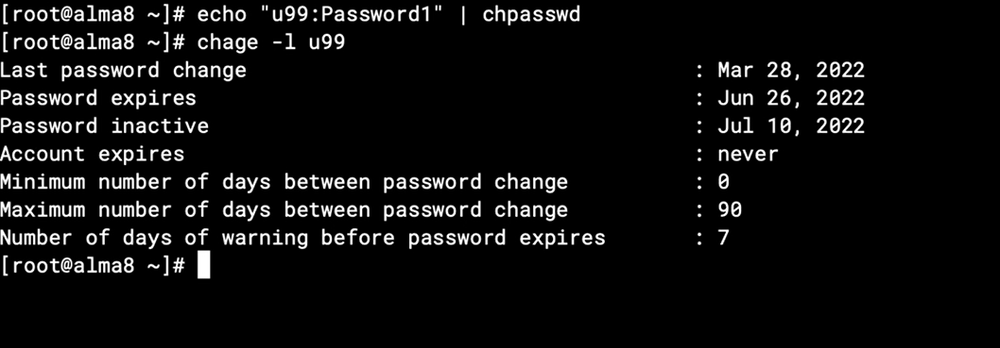 [root@alma8 ~]# echo "u99:Password1" | chpasswd
[root@alma8 ~]# chage -l u99
Last password change : Mar 28, 2022
Password expires : Jun 26, 2022
Password inactive : Jul 10, 2022
Account expires : never
Minimum number of days between password change : 0
Maximum number of days between password change : 90
Number of days of warning before password expires : 7
[root@alma8 ~]#